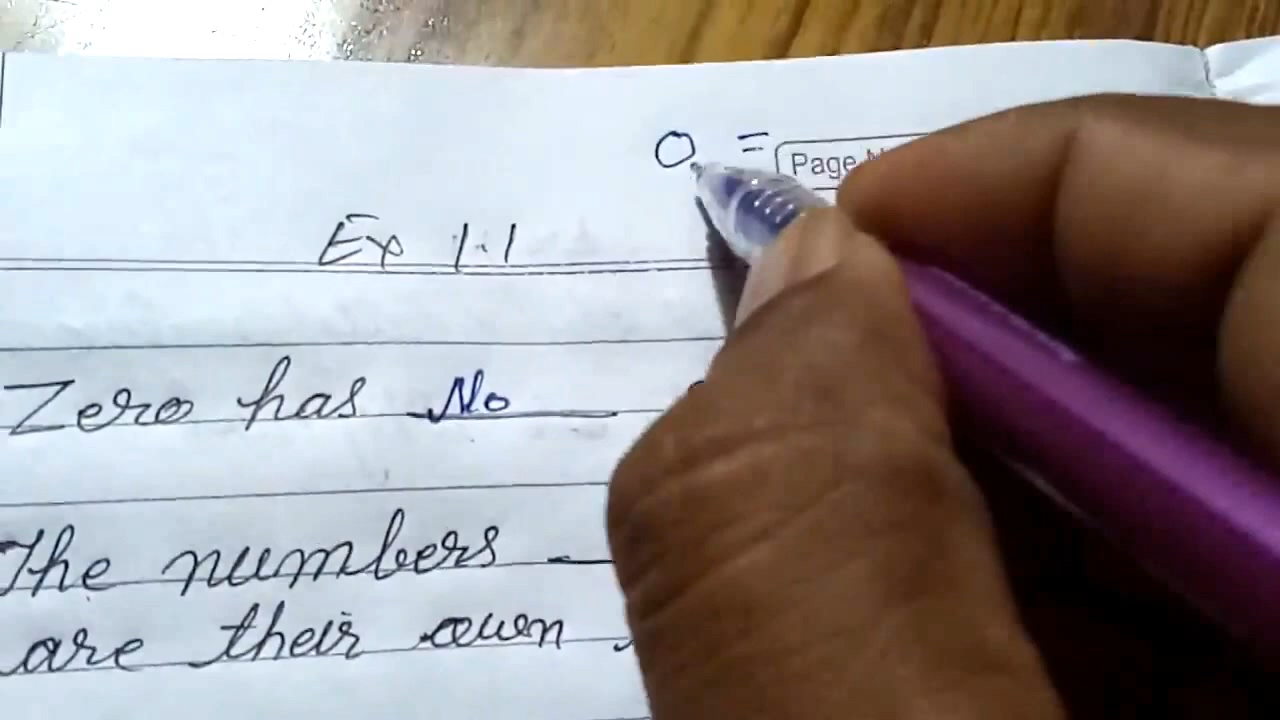 0 =
Page
Ex 1.1
Zero has No
The numbers
are their own